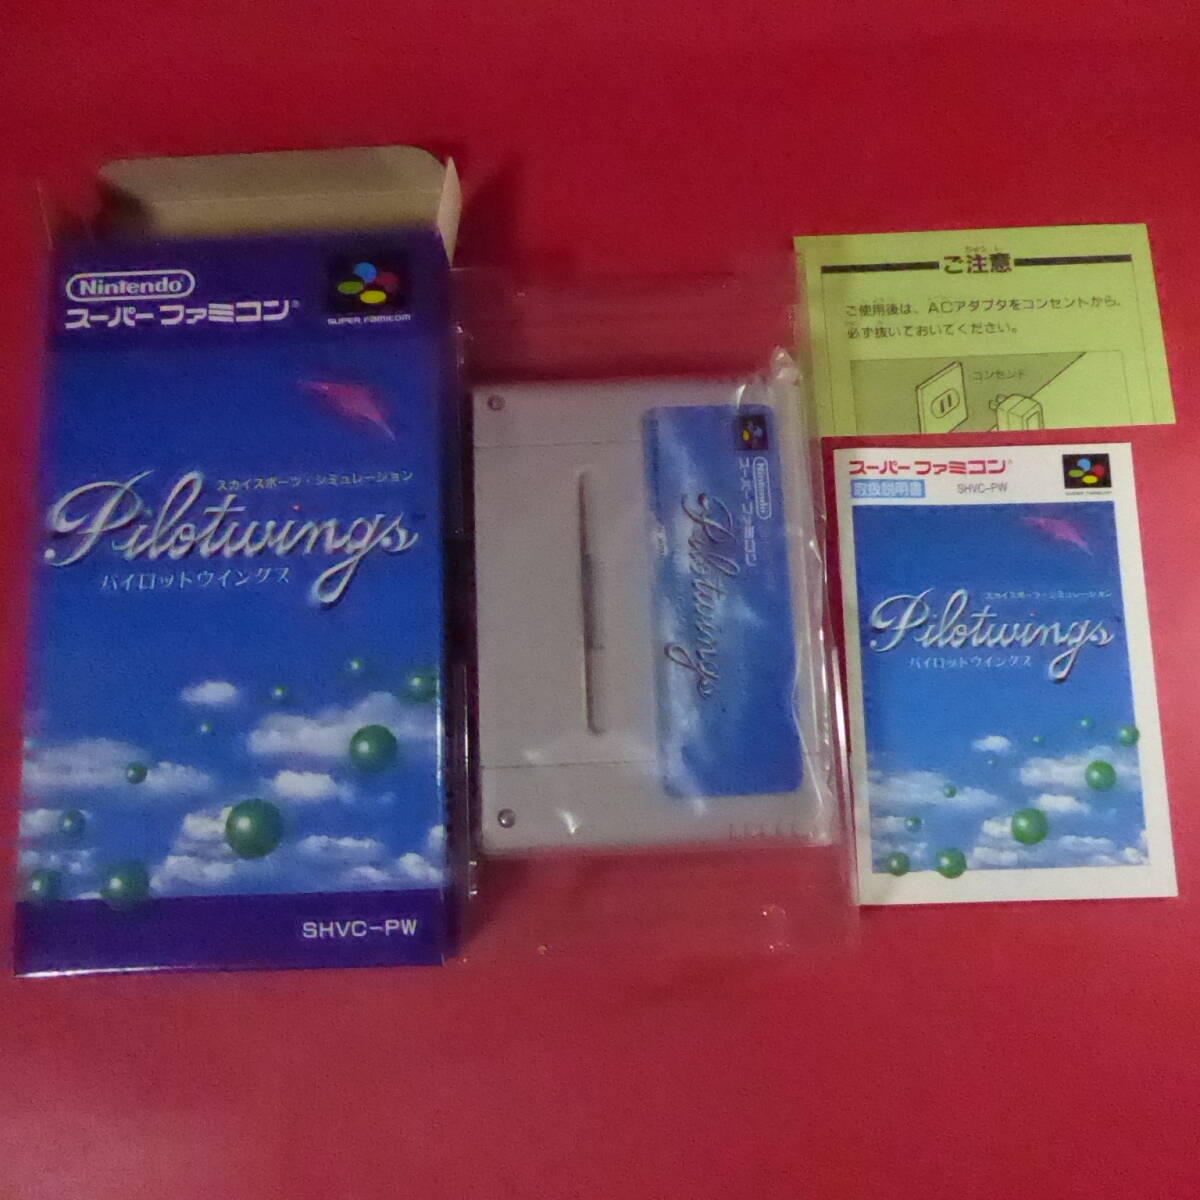 Nintendo
スーパーファミコン®
SUPER FAMICOM
スカイスポーツ・シミュレーション
Pilotwings
パイロットウイングス
SHVC-PW
Nintendo
スーパーファミコン
Pilotwings
ちゅう い
ご注意
ご使用後は、ACアダプタをコンセントから、
必ず抜いておいてください。
コンセント
スーパーファミコン®
取扱説明書
SHVC-PW
SUPER FAMICOM
スカイスポーツ・シミュレーション
Pilotwings
パイロットウイングス